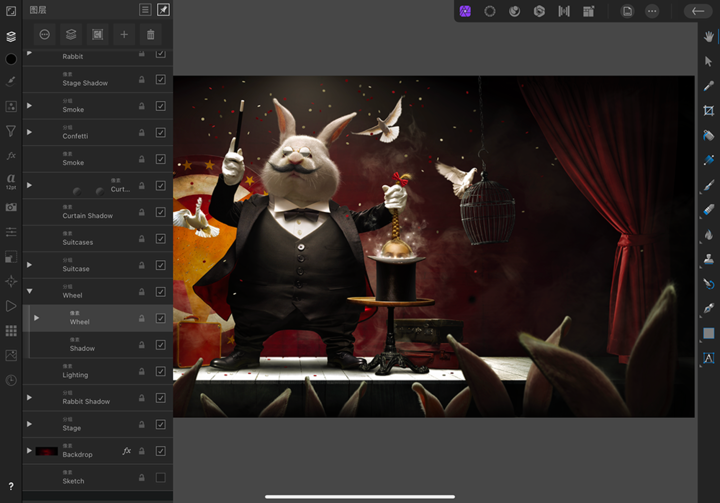 图层
Rabbit
像素
Stage Shadow
分组
Smoke
分组
Confetti
像素
Smoke
像素
Curt...
像素
Curtain Shadow
像素
Suitcases
分组
Suitcase
分组
Wheel
像素
Wheel
像素
Shadow
像素
Lighting
分组
Rabbit Shadow
分组
Stage
像素
Backdrop
fx
像素
Sketch
fx
a
12pt
?
A